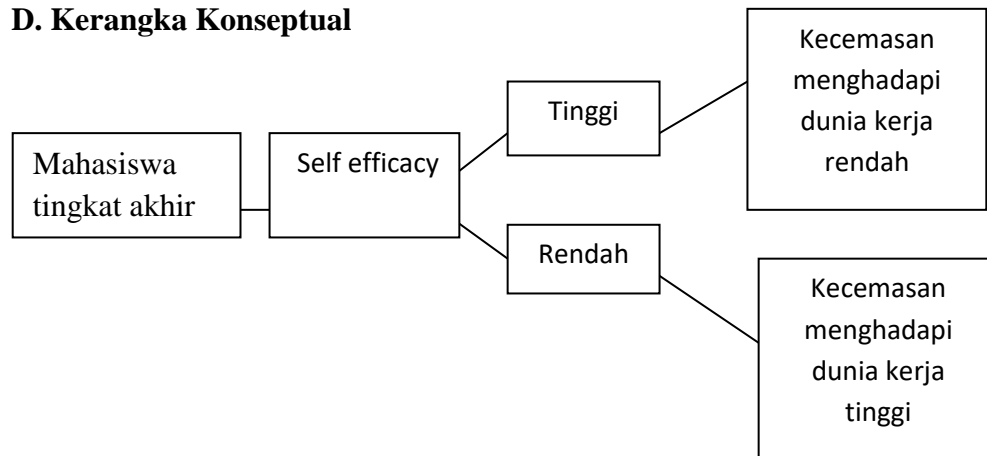 D. Kerangka Konseptual
Mahasiswa
tingkat akhir
Self efficacy
Tinggi
Kecemasan
menghadapi
dunia kerja
rendah
Rendah
Kecemasan
menghadapi
dunia kerja
tinggi